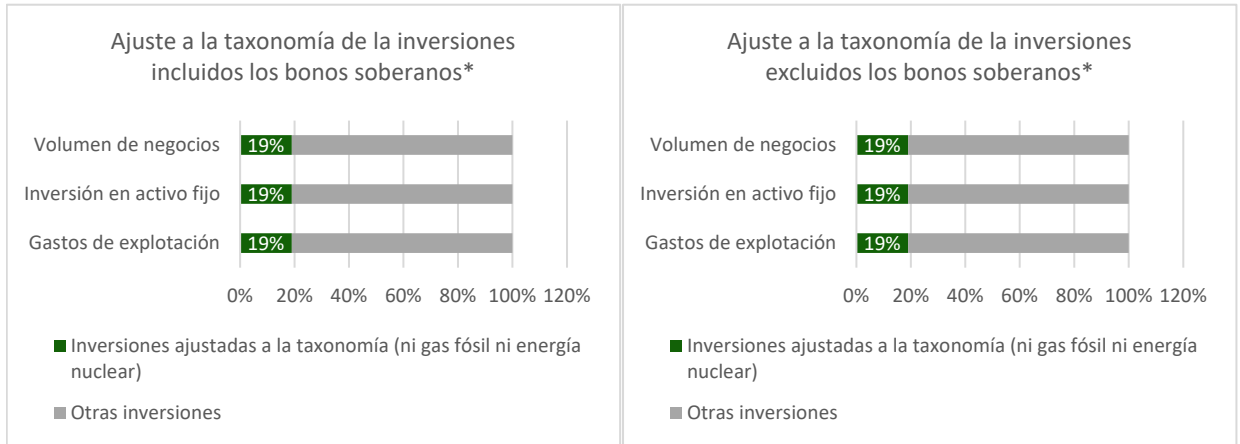 Ajuste a la taxonomía de la inversiones
incluidos los bonos soberanos*
Volumen de negocios
19%
Inversión en activo fijo
19%
Gastos de explotación
19%
0% 20% 40% 60% 80% 100% 120%
Inversiones ajustadas a la taxonomía (ni gas fósil ni energía
nuclear)
Otras inversiones
Ajuste a la taxonomía de la inversiones
excluidos los bonos soberanos*
Volumen de negocios
19%
Inversión en activo fijo
19%
Gastos de explotación
19%
0% 20% 40% 60% 80% 100% 120%
Inversiones ajustadas a la taxonomía (ni gas fósil ni energía
nuclear)
Otras inversiones